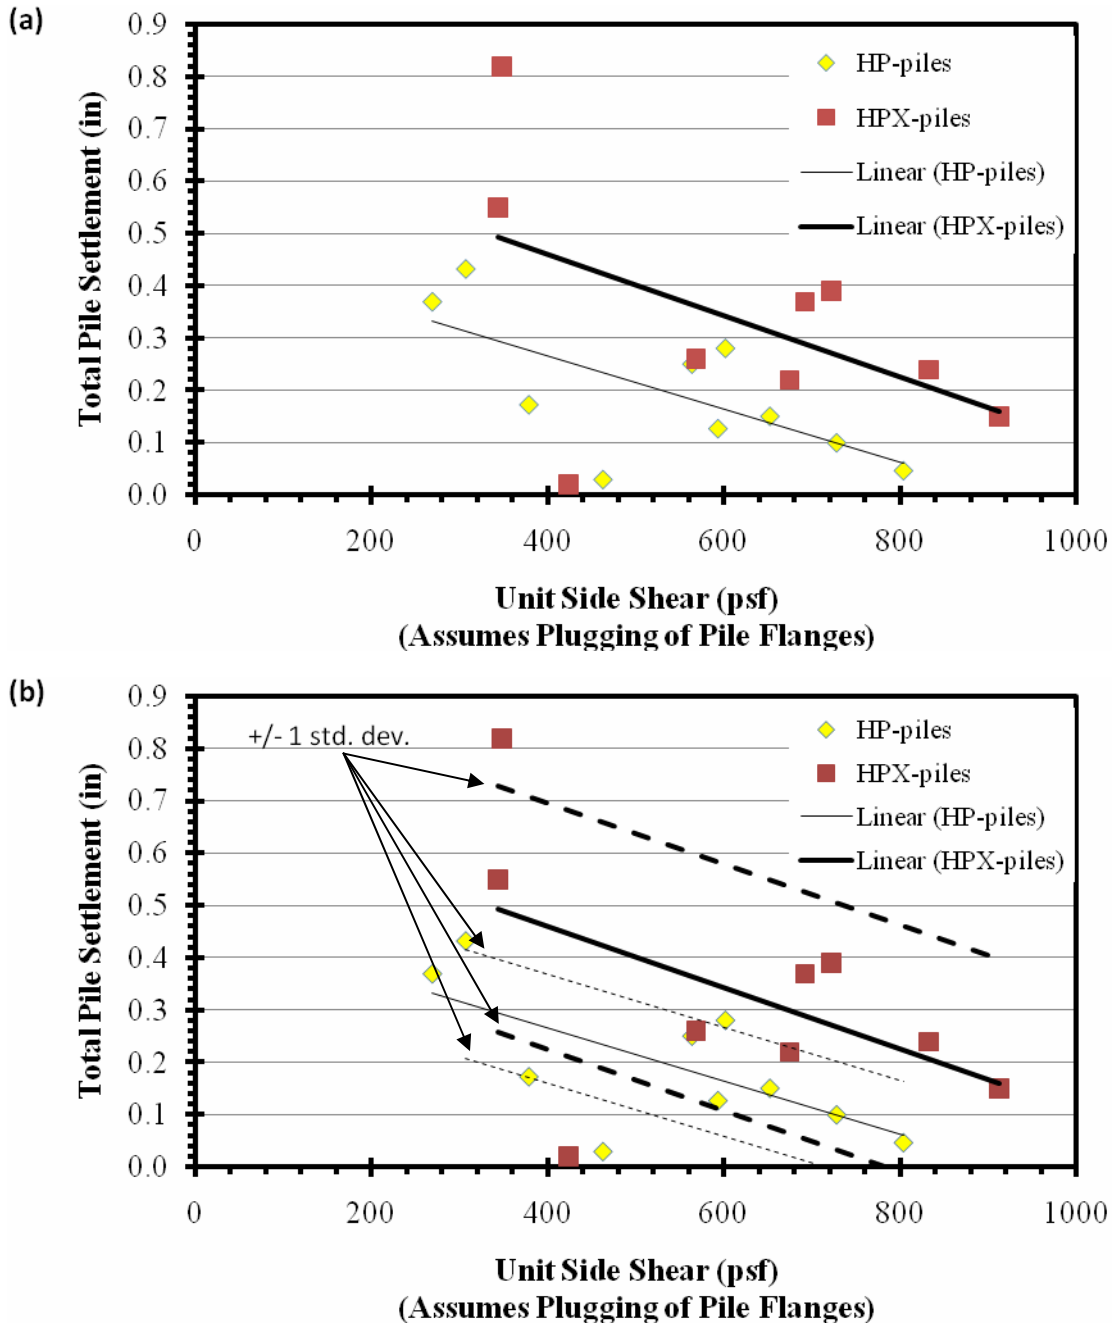 (a)
0.9
0.8
0.7
0.6
0.5
0.4
0.3
0.2
0.1
0.0
Total Pile Settlement (in)
HP-piles
HPX-piles
Linear (HP-piles)
Linear (HPX-piles)
0 200 400 600 800 1000
Unit Side Shear (psf)
(Assumes Plugging of Pile Flanges)
(b)
0.9
0.8
0.7
0.6
0.5
0.4
0.3
0.2
0.1
0.0
Total Pile Settlement (in)
+/- 1 std. dev.
HP-piles
HPX-piles
Linear (HP-piles)
Linear (HPX-piles)
0 200 400 600 800 1000
Unit Side Shear (psf)
(Assumes Plugging of Pile Flanges)